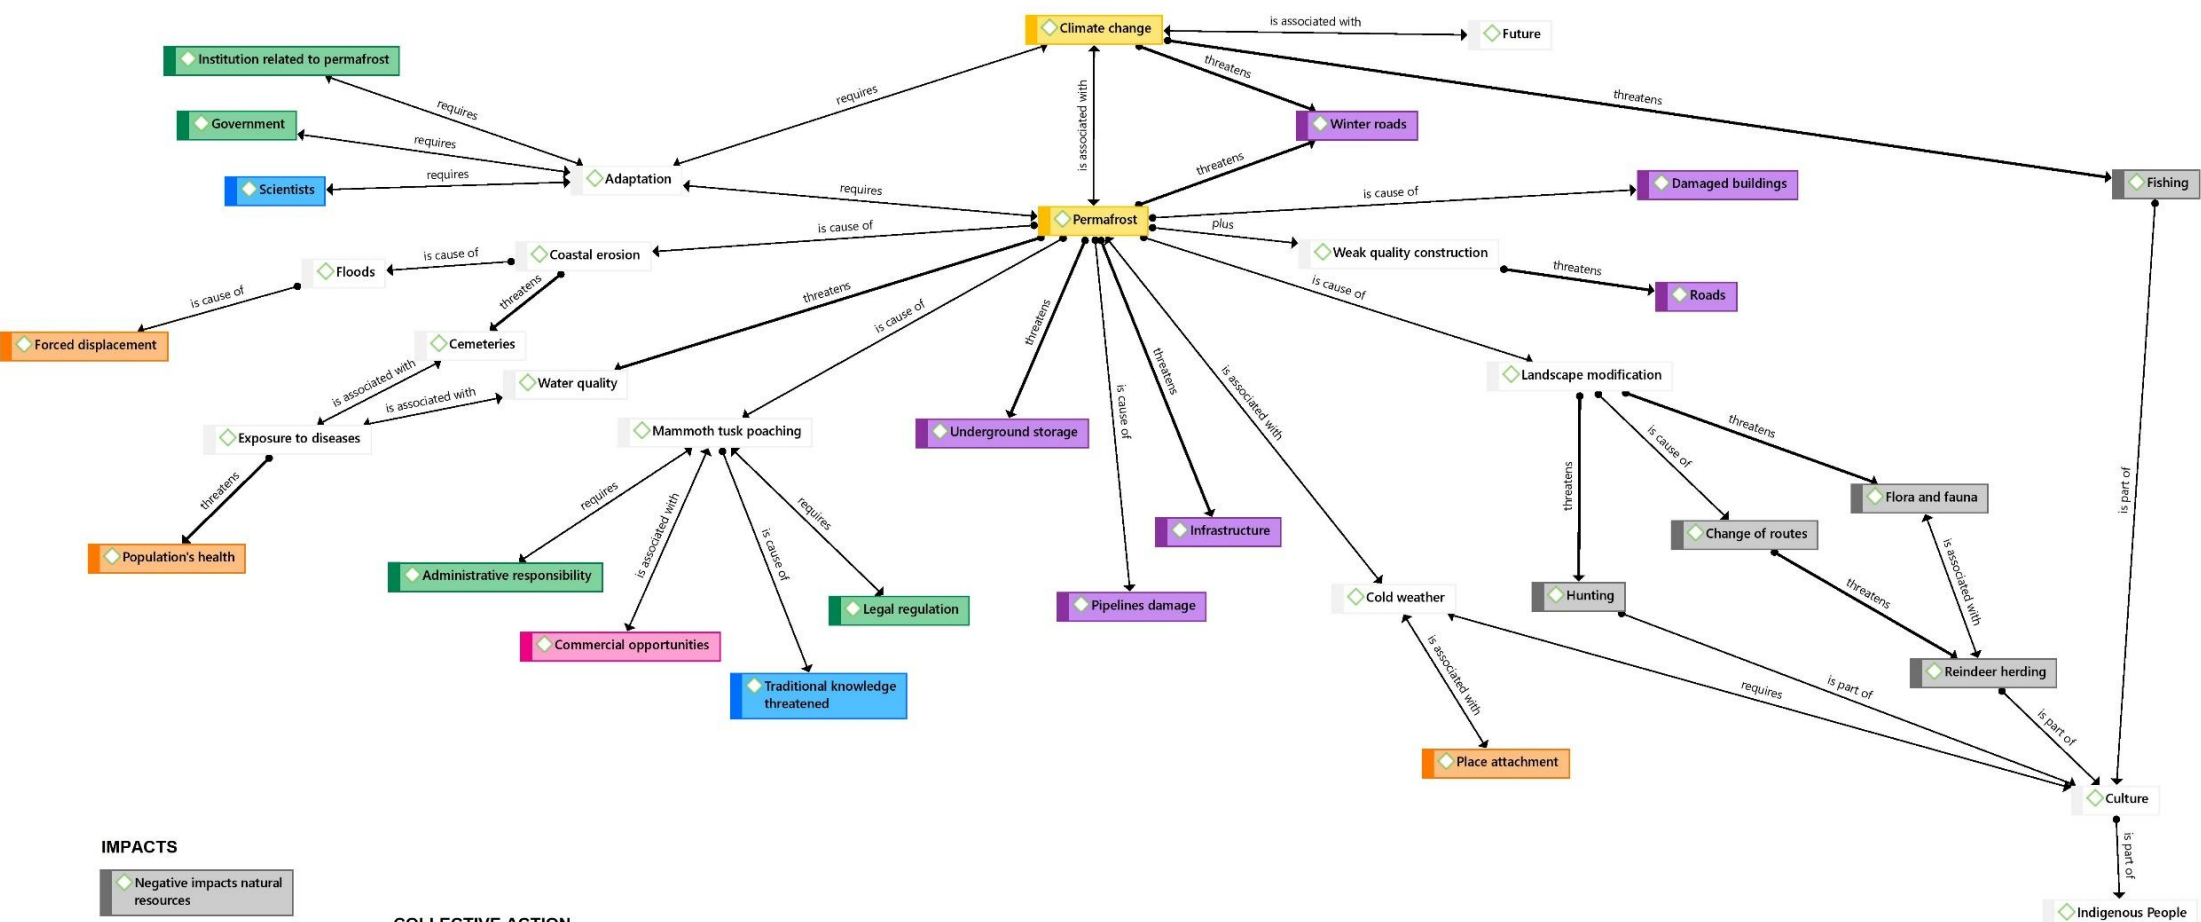 Climate change
is associated with
Future
Institution related to permafrost
threatens
requires
is associated with
threatens
requires
Winter roads
Government
requires
threatens
Adaptation
Scientists
requires
requires
is cause of
Damaged buildings
Fishing
Permafrost
is cause of
plus
Coastal erosion
is cause of
Weak quality construction
threatens
Floods
is cause of
threatens
threatens
is cause of
Roads
is cause of
threatens
Forced displacement
Cemeteries
is associated with
Water quality
is associated with
threatens
is cause of
is associated with
Landscape modification
Exposure to diseases
Mammoth tusk poaching
Underground storage
threatens
is cause of
threatens
threatens
Flora and fauna
is part of
requires
is associated with
is cause of
requires
Infrastructure
Change of routes
Population's health
is associated with
Administrative responsibility
Legal regulation
Pipelines damage
Cold weather
Hunting
threatens
Commercial opportunities
is associated with
Reindeer herding
Traditional knowledge
threatened
requires
is part of
is part of
Place attachment
Culture
is part of
IMPACTS
Negative impacts natural
resources
COLLECTIVE ACTION
Indigenous People